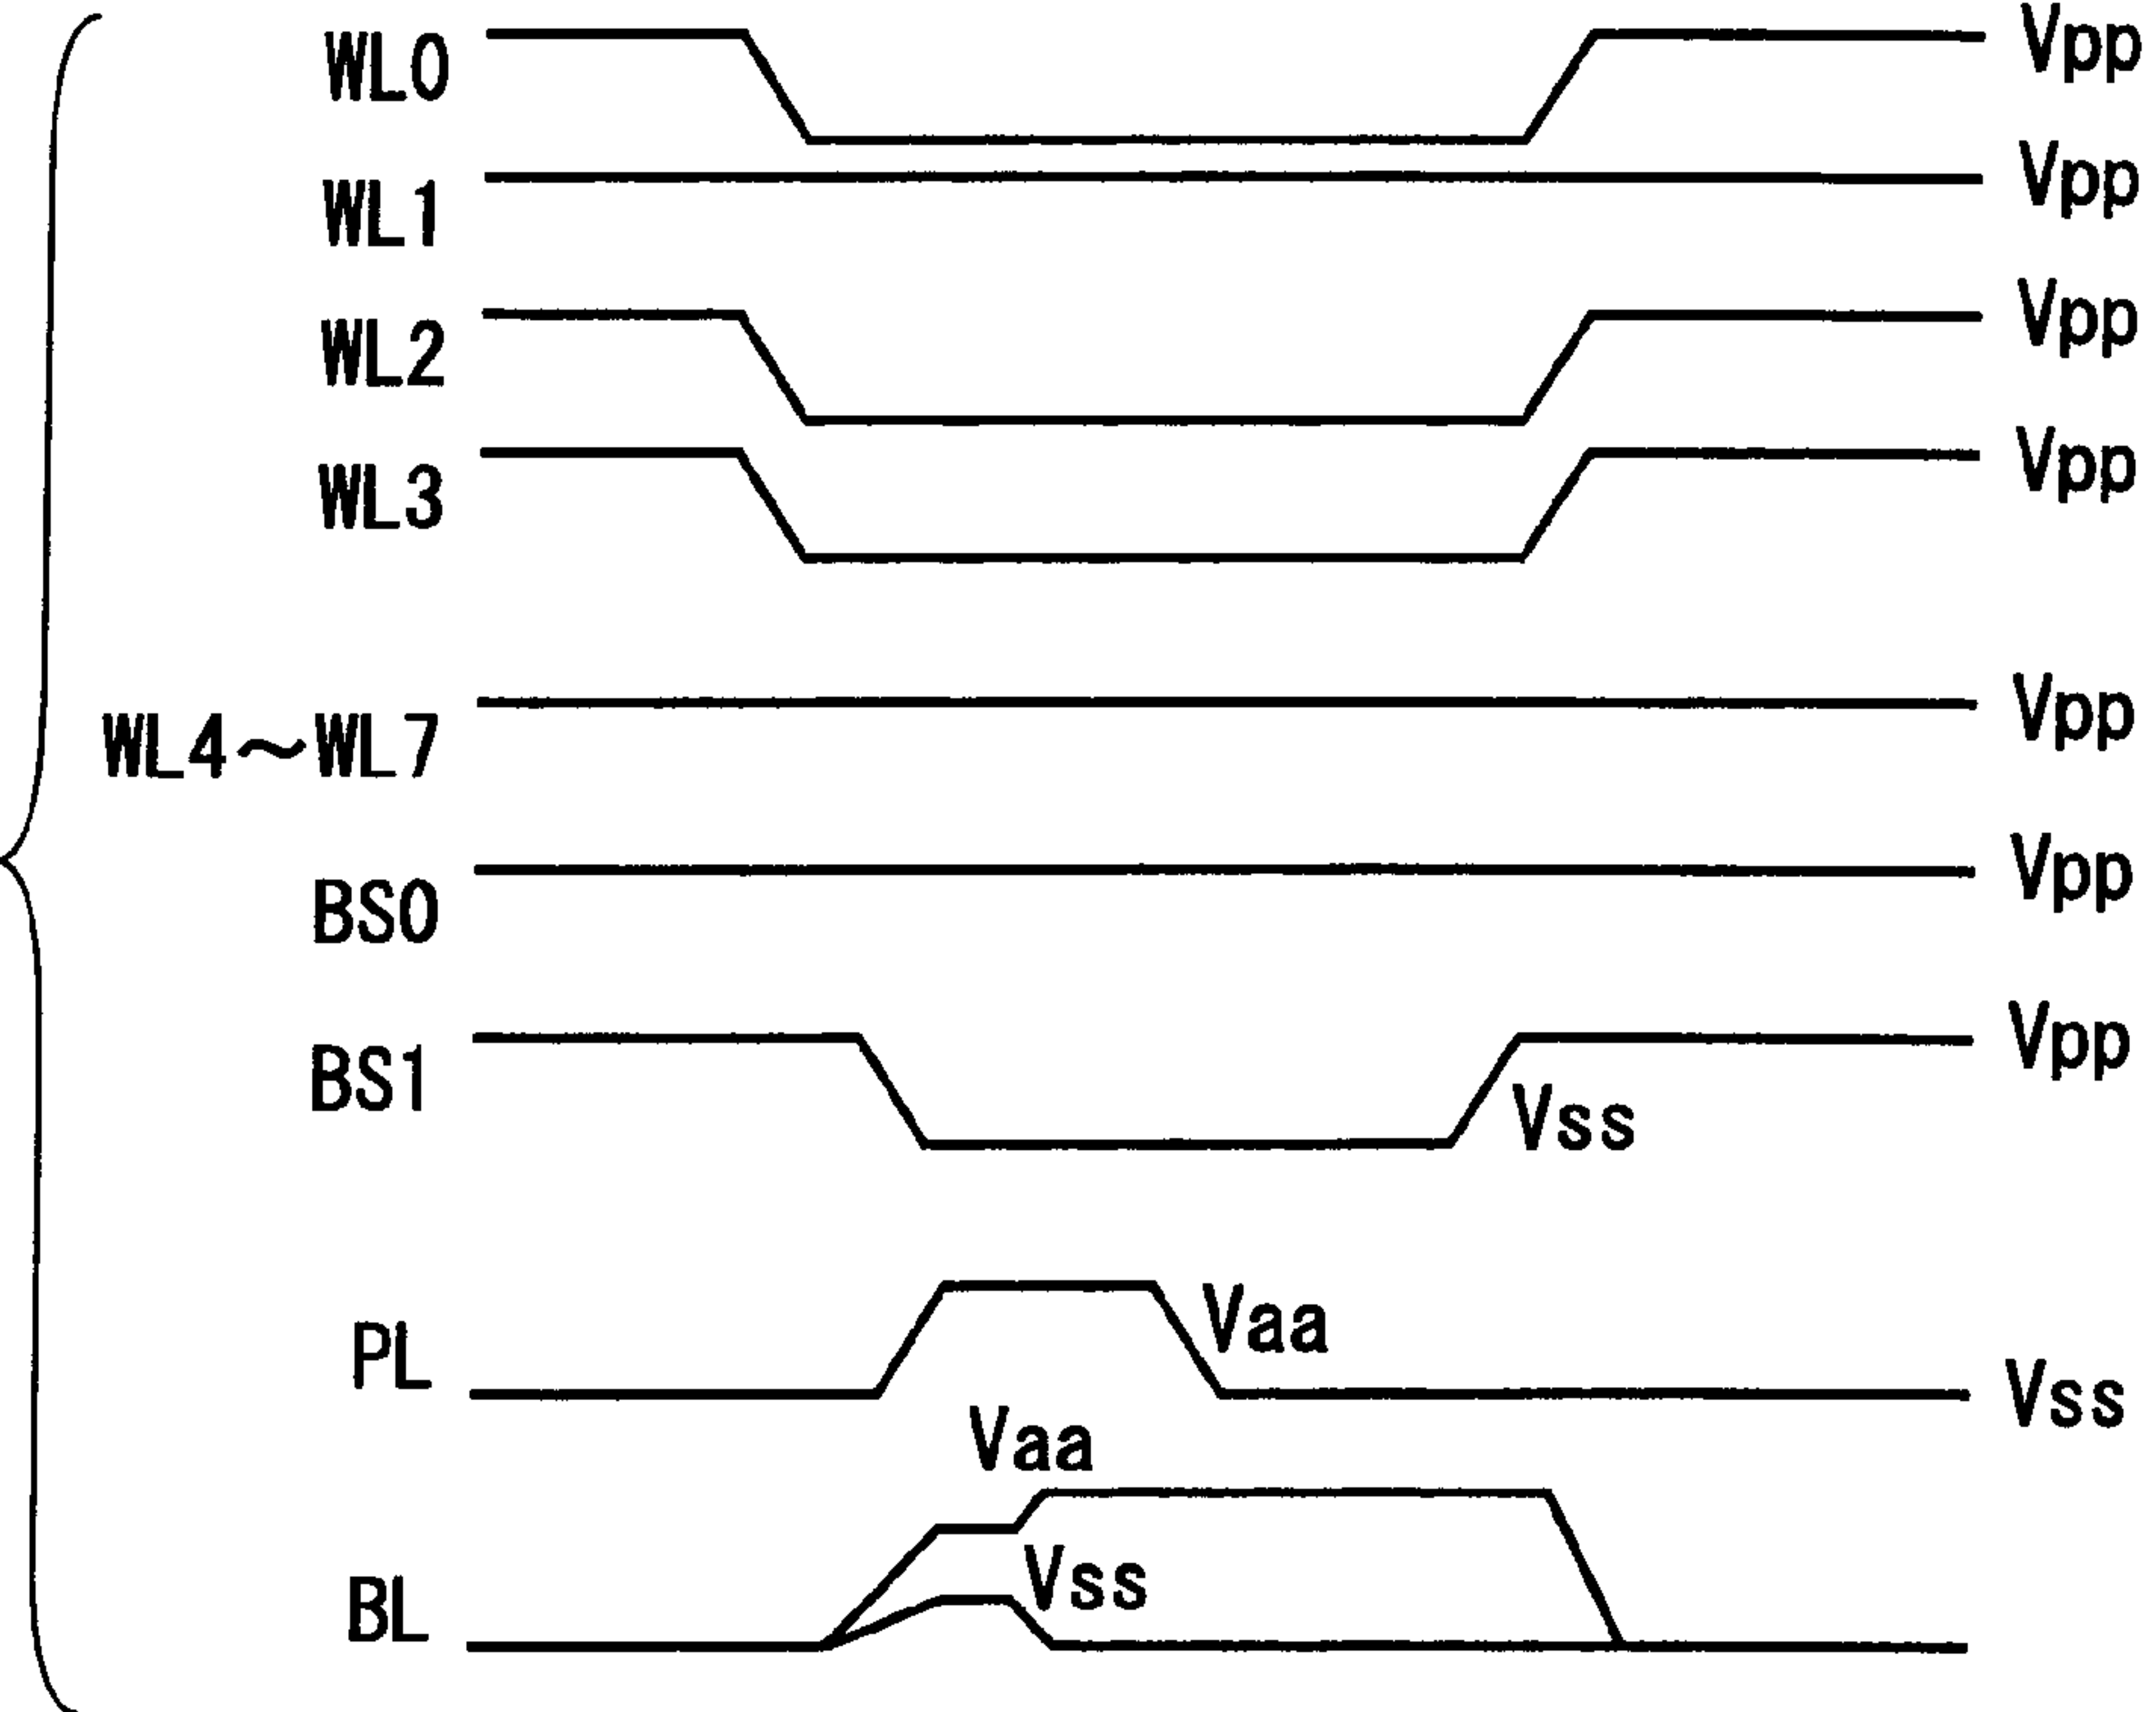 WL0 Vpp
WL1 Vpp
WL2 Vpp
WL3 Vpp
WL4～WL7 Vpp
BS0 Vpp
BS1 Vpp
Vss
PL Vaa
Vss
Vaa
BL Vss